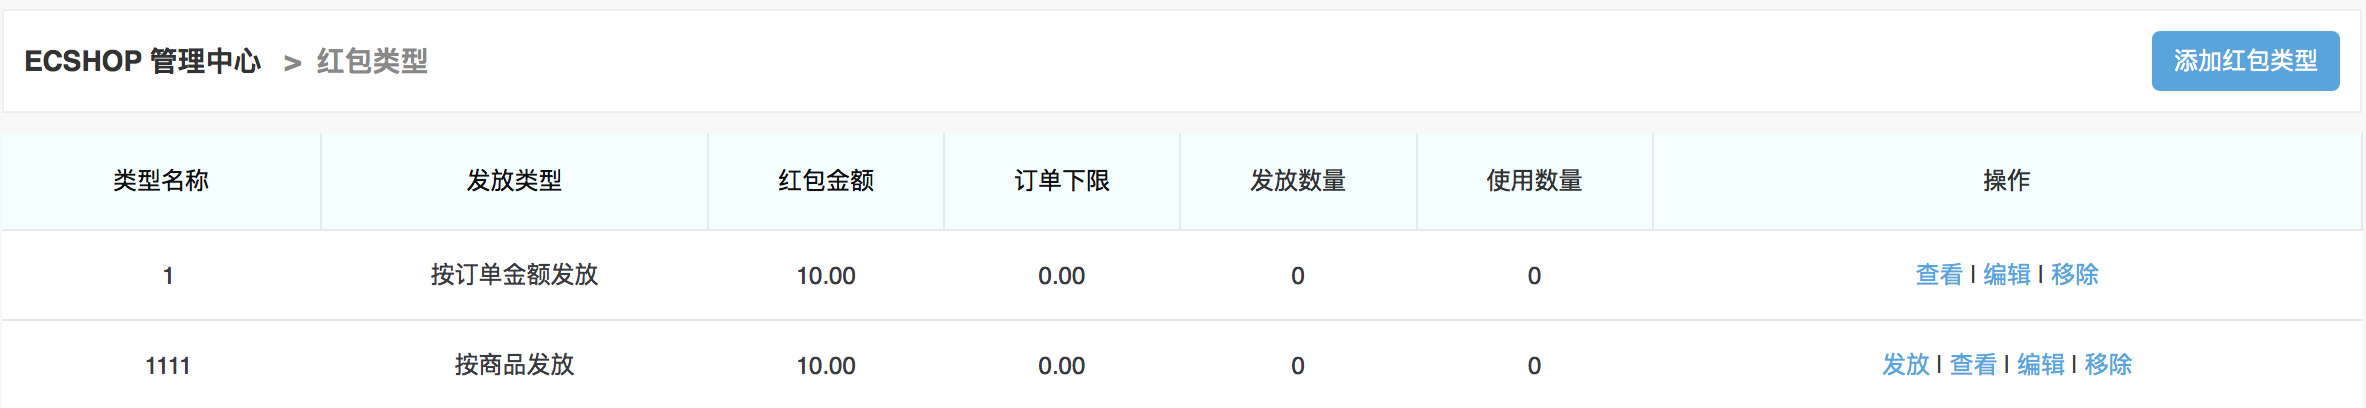 ECSHOP 管理中心 > 红包类型 添加红包类型
类型名称 发放类型 红包金额 订单下限 发放数量 使用数量 操作
1 按订单金额发放 10.00 0.00 0 0 查看 | 编辑 | 移除
1111 按商品发放 10.00 0.00 0 0 发放 | 查看 | 编辑 | 移除